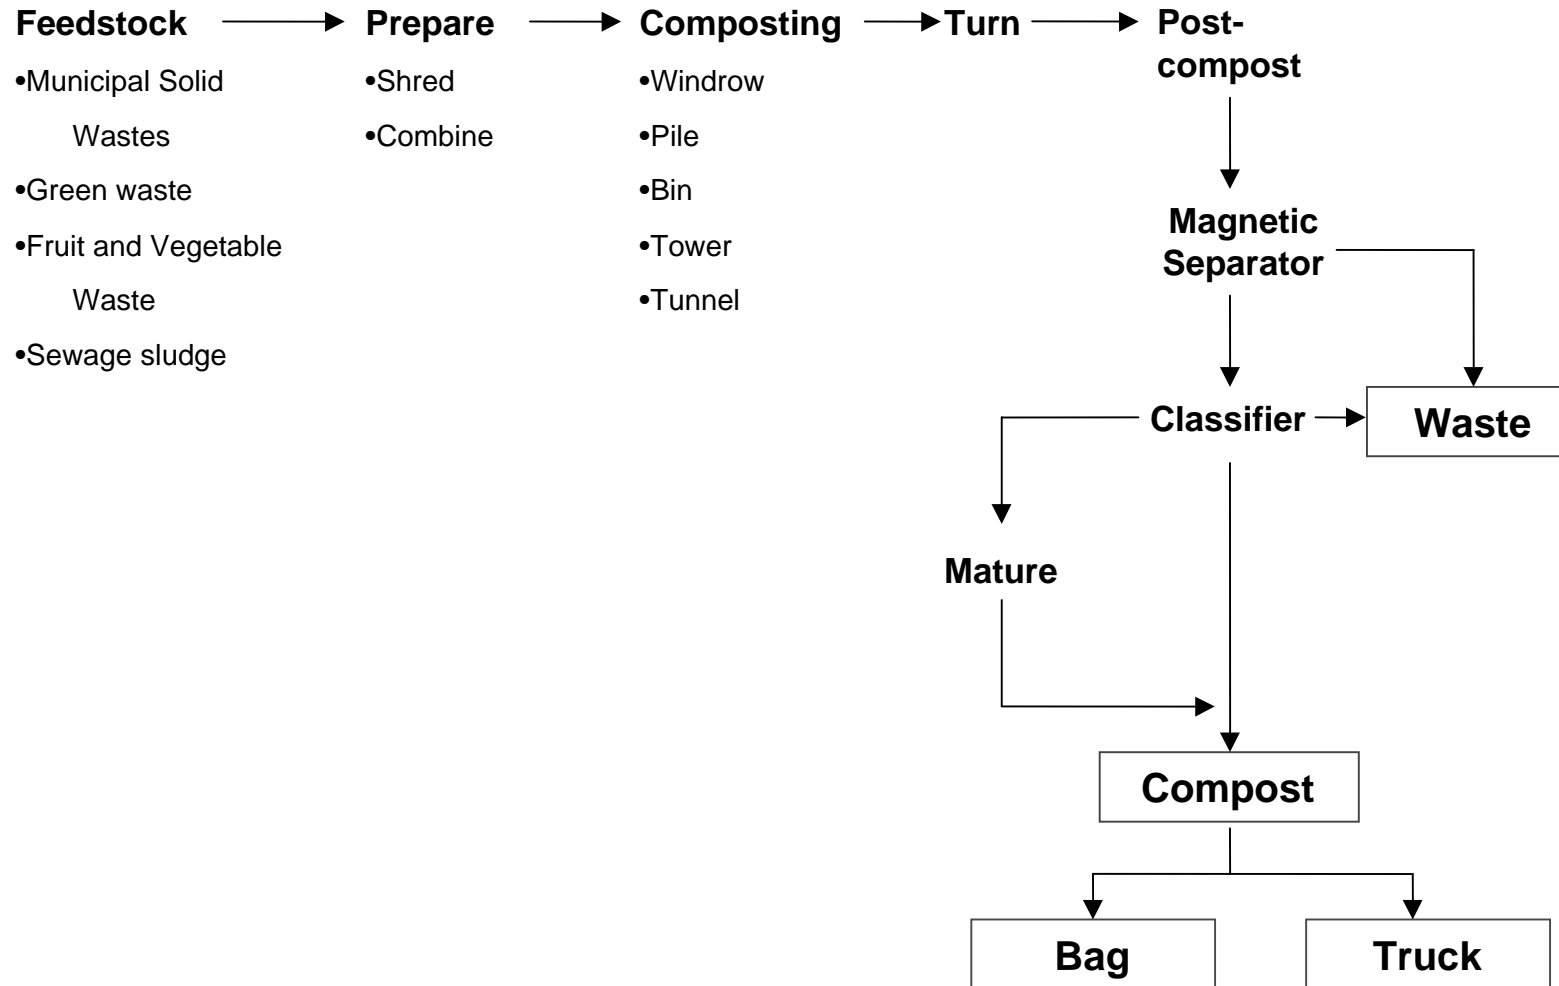 Feedstock
•Municipal Solid
Wastes
•Green waste
•Fruit and Vegetable
Waste
•Sewage sludge
Prepare
•Shred
•Combine
Composting
•Windrow
•Pile
•Bin
•Tower
•Tunnel
Turn
Post-
compost
Magnetic
Separator
Classifier
Waste
Mature
Compost
Bag
Truck